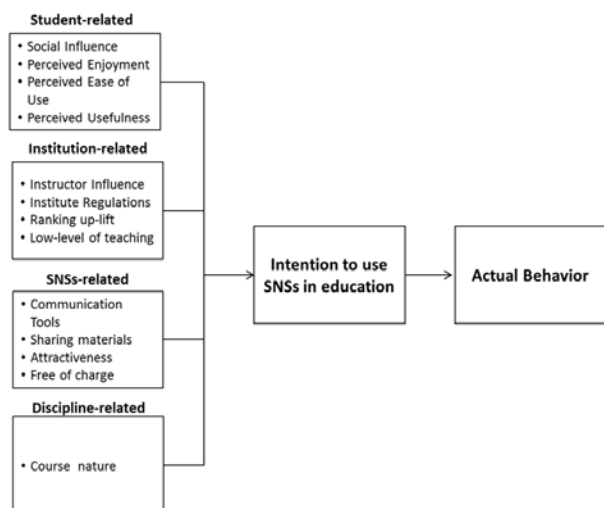 Student-related
• Social Influence
• Perceived Enjoyment
• Perceived Ease of
Use
• Perceived Usefulness
Institution-related
• Instructor Influence
• Institute Regulations
• Ranking up-lift
• Low-level of teaching
SNSs-related
• Communication
Tools
• Sharing materials
• Attractiveness
• Free of charge
Discipline-related
• Course nature
Intention to use
SNSs in education
Actual Behavior